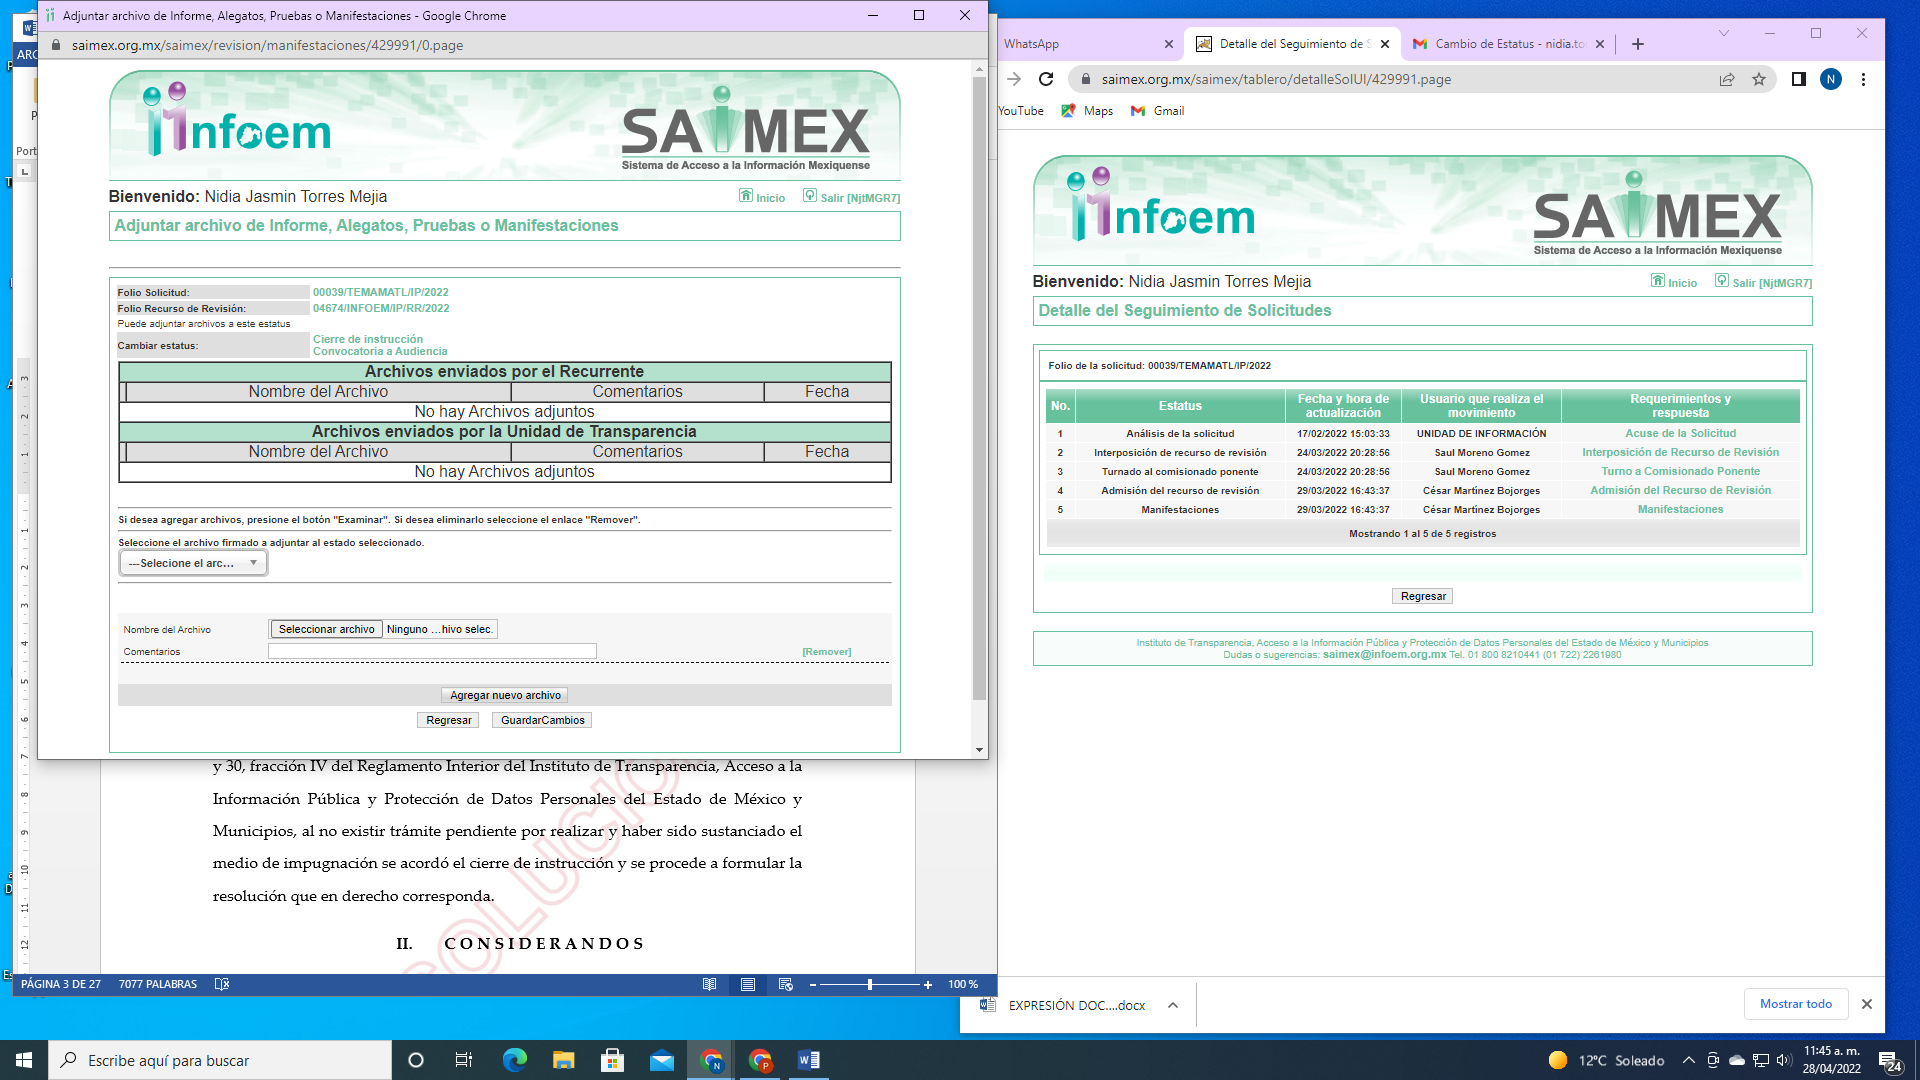 Adjuntar archivo de Informe, Alegatos, Pruebas o Manifestaciones - Google Chrome
saimex.org.mx/saimex/revision/manifestaciones/429991/0.page
infoem
SAIMEX
Sistema de Acceso a la Información Mexiquense
Bienvenido: Nidia Jasmin Torres Mejia
Inicio
Salir [NjtMGR7]
Adjuntar archivo de Informe, Alegatos, Pruebas o Manifestaciones
Folio Solicitud: 00039/TEMAMATL/IP/2022
Folio Recurso de Revisión: 04674/INFOEM/IP/RR/2022
Puede adjuntar archivos a este estatus
Cambiar estatus:
Cierre de instrucción
Convocatoria a Audiencia
Archivos enviados por el Recurrente
Nombre del Archivo Comentarios Fecha
No hay Archivos adjuntos
Archivos enviados por la Unidad de Transparencia
Nombre del Archivo Comentarios Fecha
No hay Archivos adjuntos
Si desea agregar archivos, presione el botón "Examinar". Si desea eliminarlo seleccione el enlace "Remover".
Seleccione el archivo firmado a adjuntar al estado seleccionado.
---Selecione el arc...
Nombre del Archivo Seleccionar archivo Ninguno ...hivo selec.
Comentarios [Remover]
Agregar nuevo archivo
Regresar GuardarCambios
y 30, fracción IV del Reglamento Interior del Instituto de Transparencia, Acceso a la
Información Pública y Protección de Datos Personales del Estado de México y
Municipios, al no existir trámite pendiente por realizar y haber sido sustanciado el
medio de impugnación se acordó el cierre de instrucción y se procede a formular la
resolución que en derecho corresponda.
II. CONSIDERANDOS
PÁGINA 3 DE 27 7077 PALABRAS
100 %
WhatsApp
Detalle del Seguimiento de S
Cambio de Estatus - nidia.to
saimex.org.mx/saimex/tablero/detalleSolUI/429991.page
N
YouTube Maps Gmail
infoem
SAIMEX
Sistema de Acceso a la Información Mexiquense
Bienvenido: Nidia Jasmin Torres Mejia
Inicio
Salir [NjtMGR7]
Detalle del Seguimiento de Solicitudes
Folio de la solicitud: 00039/TEMAMATL/IP/2022
No. Estatus Fecha y hora de actualización Usuario que realiza el movimiento Requerimientos y respuesta
1 Análisis de la solicitud 17/02/2022 15:03:33 UNIDAD DE INFORMACIÓN Acuse de la Solicitud
2 Interposición de recurso de revisión 24/03/2022 20:28:56 Saul Moreno Gomez Interposición de Recurso de Revisión
3 Turnado al comisionado ponente 24/03/2022 20:28:56 Saul Moreno Gomez Turno a Comisionado Ponente
4 Admisión del recurso de revisión 29/03/2022 16:43:37 César Martínez Bojorges Admisión del Recurso de Revisión
5 Manifestaciones 29/03/2022 16:43:37 César Martínez Bojorges Manifestaciones
Mostrando 1 al 5 de 5 registros
Regresar
Instituto de Transparencia, Acceso a la Información Pública y Protección de Datos Personales del Estado de México y Municipios
Dudas o sugerencias: saimex@infoem.org.mx Tel. 01 800 8210441 (01 722) 2261980
EXPRESIÓN DOC....docx
Mostrar todo
Escribe aquí para buscar
12°C Soleado
11:45 a. m.
28/04/2022
24